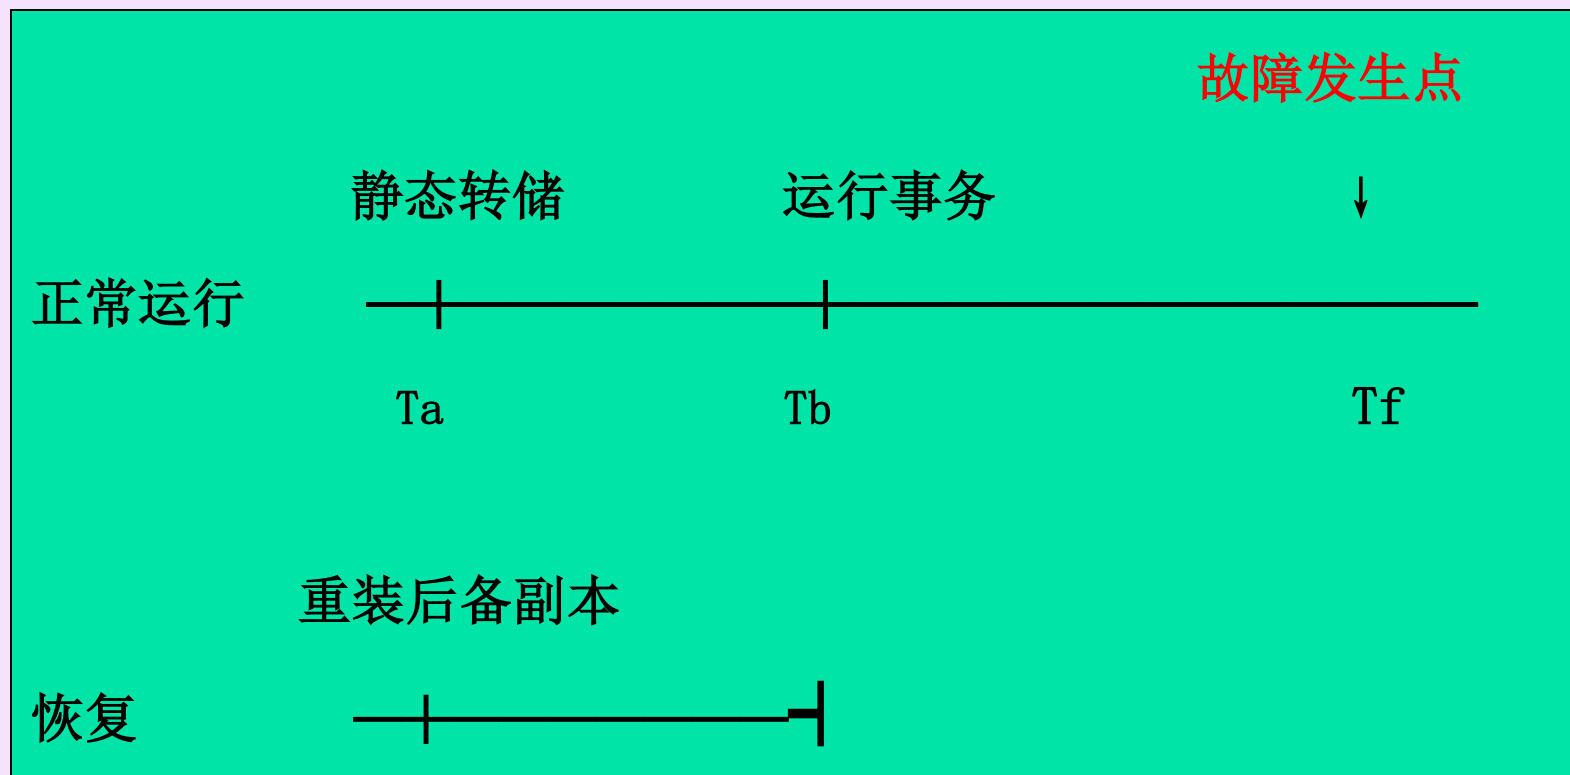 故障发生点
静态转储 运行事务 ↓
正常运行
Ta Tb Tf
重装后备副本
恢复